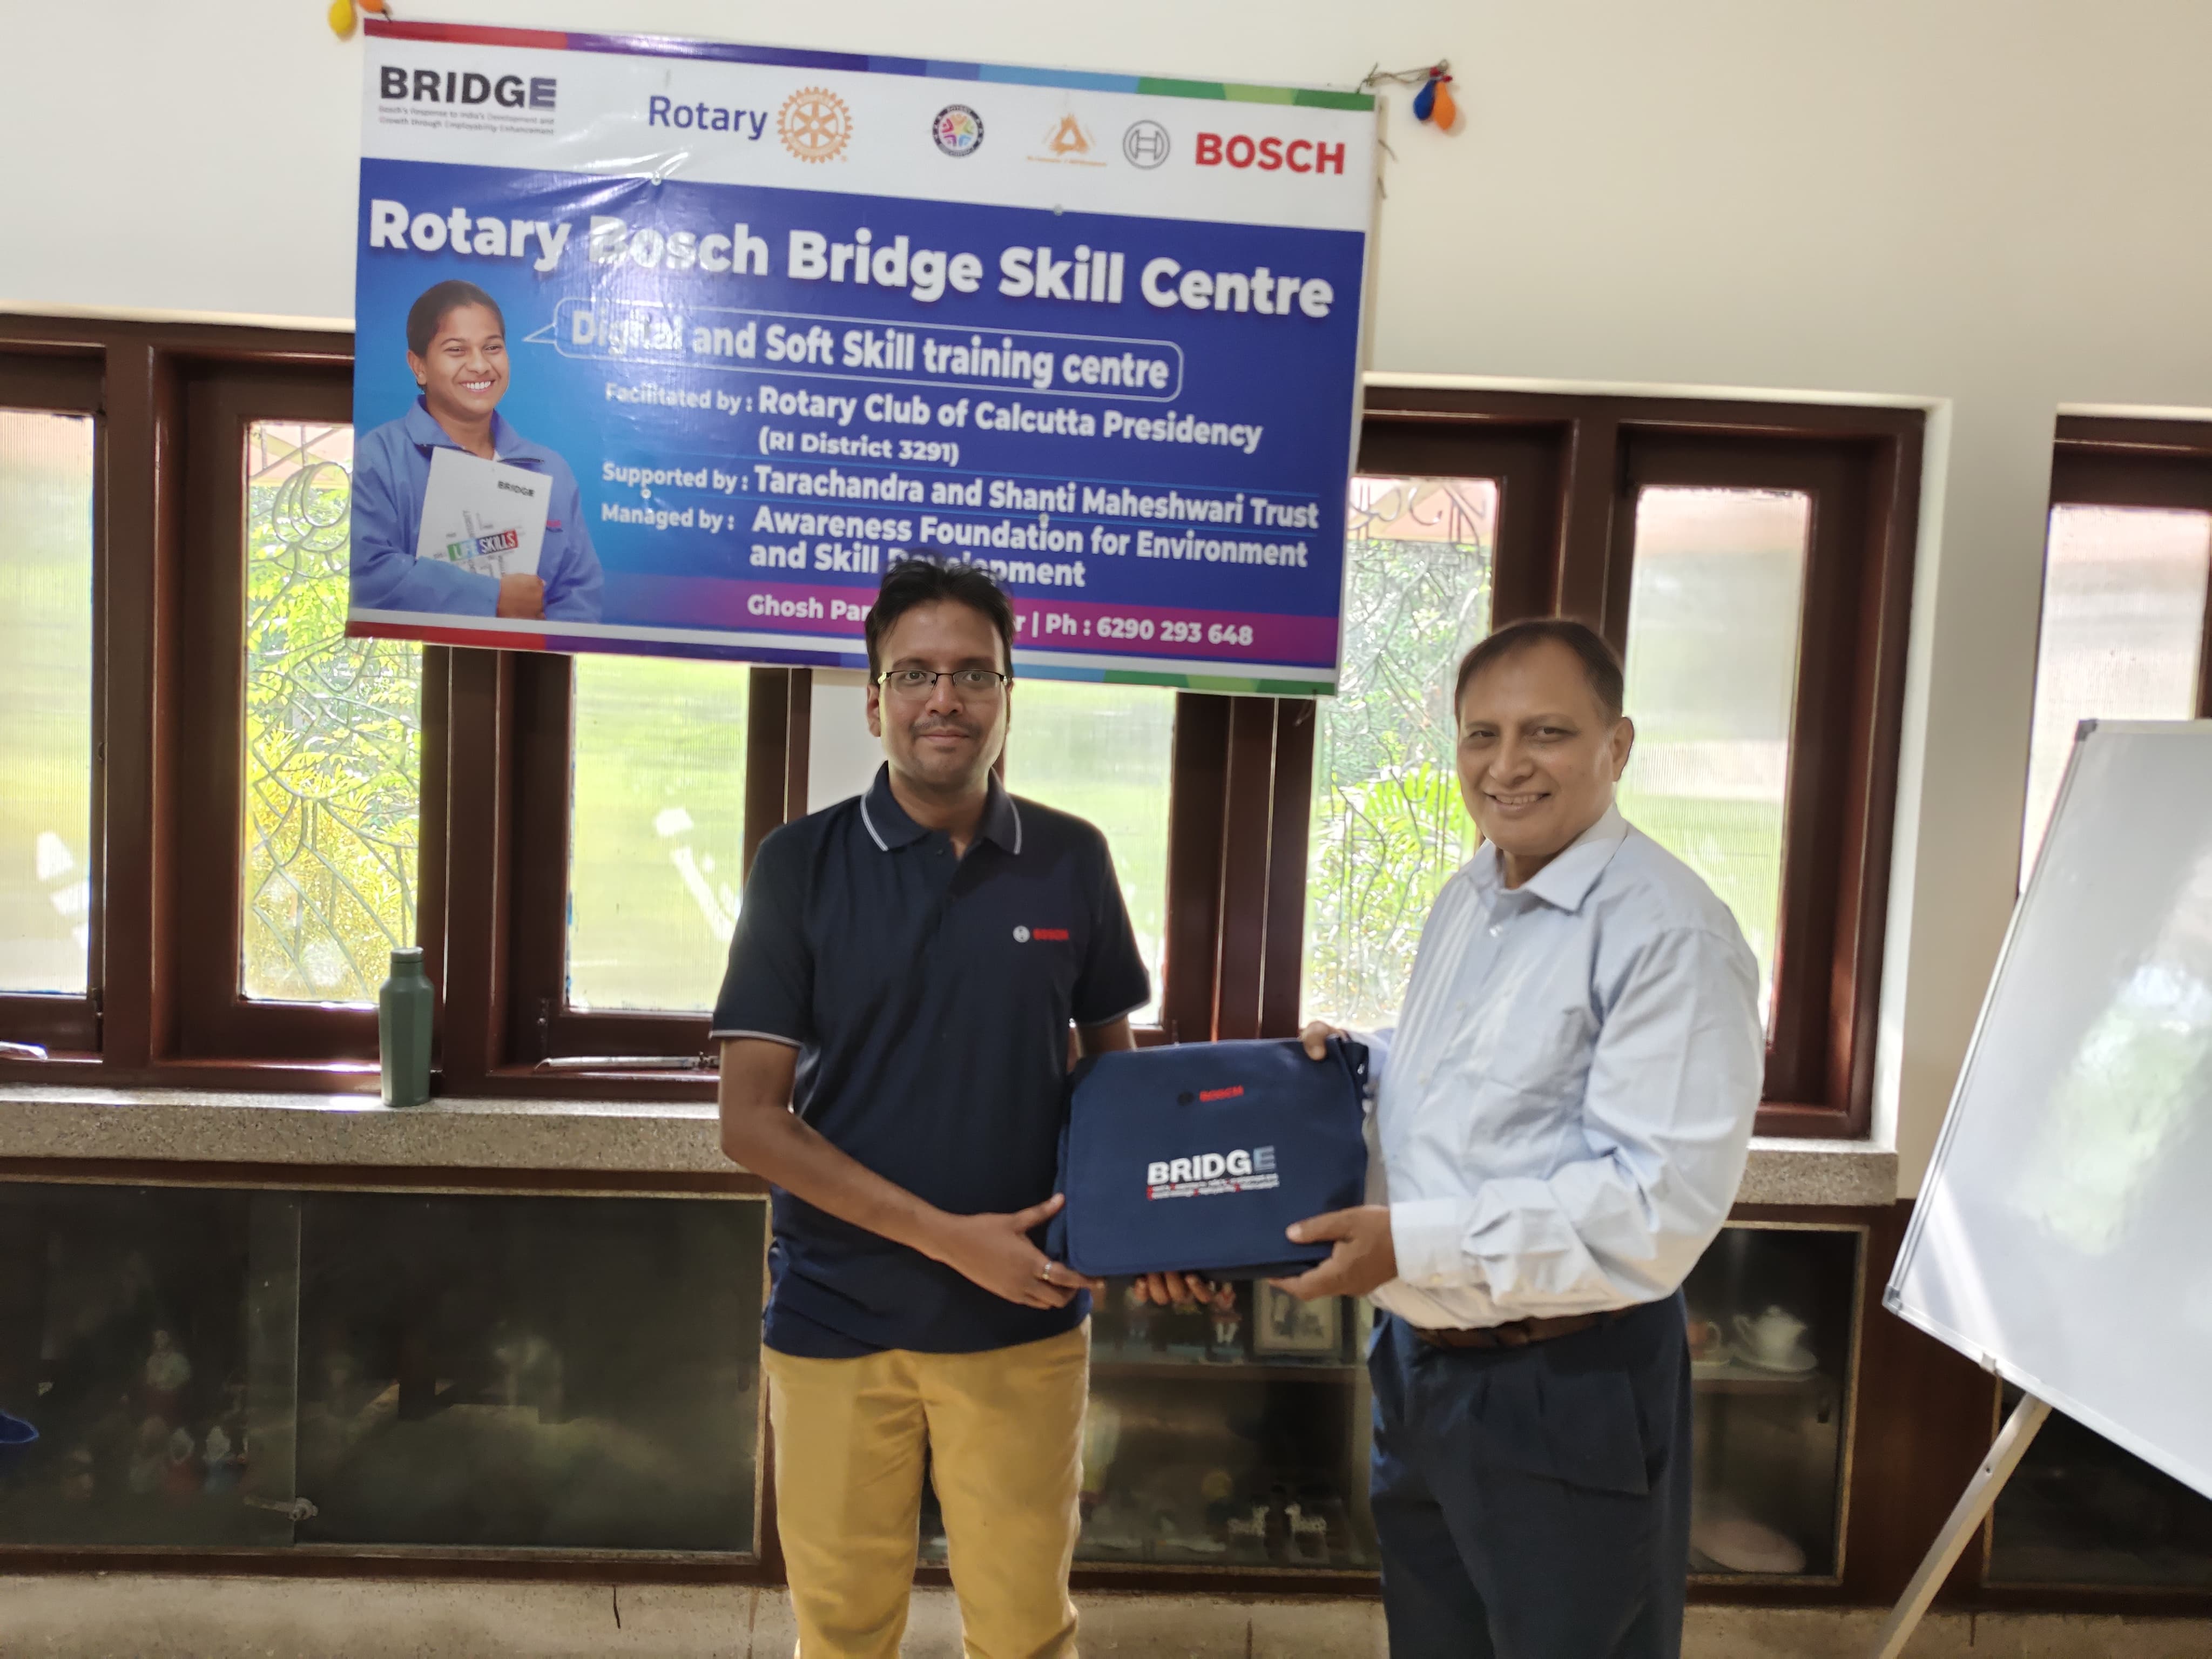 BRIDGE
Bosch's Response to India's Development and
Growth through Employability Enhancement
Rotary
BOSCH
Rotary Bosch Bridge Skill Centre
Digital and Soft Skill training centre
Facilitated by : Rotary Club of Calcutta Presidency
(RI District 3291)
Supported by : Tarachandra and Shanti Maheshwari Trust
Managed by : Awareness Foundation for Environment
and Skill Development
Ghosh | Ph : 6290 293 648
BRIDGE
LIFE SKILLS
BOSCH
BOSCH
BRIDGE